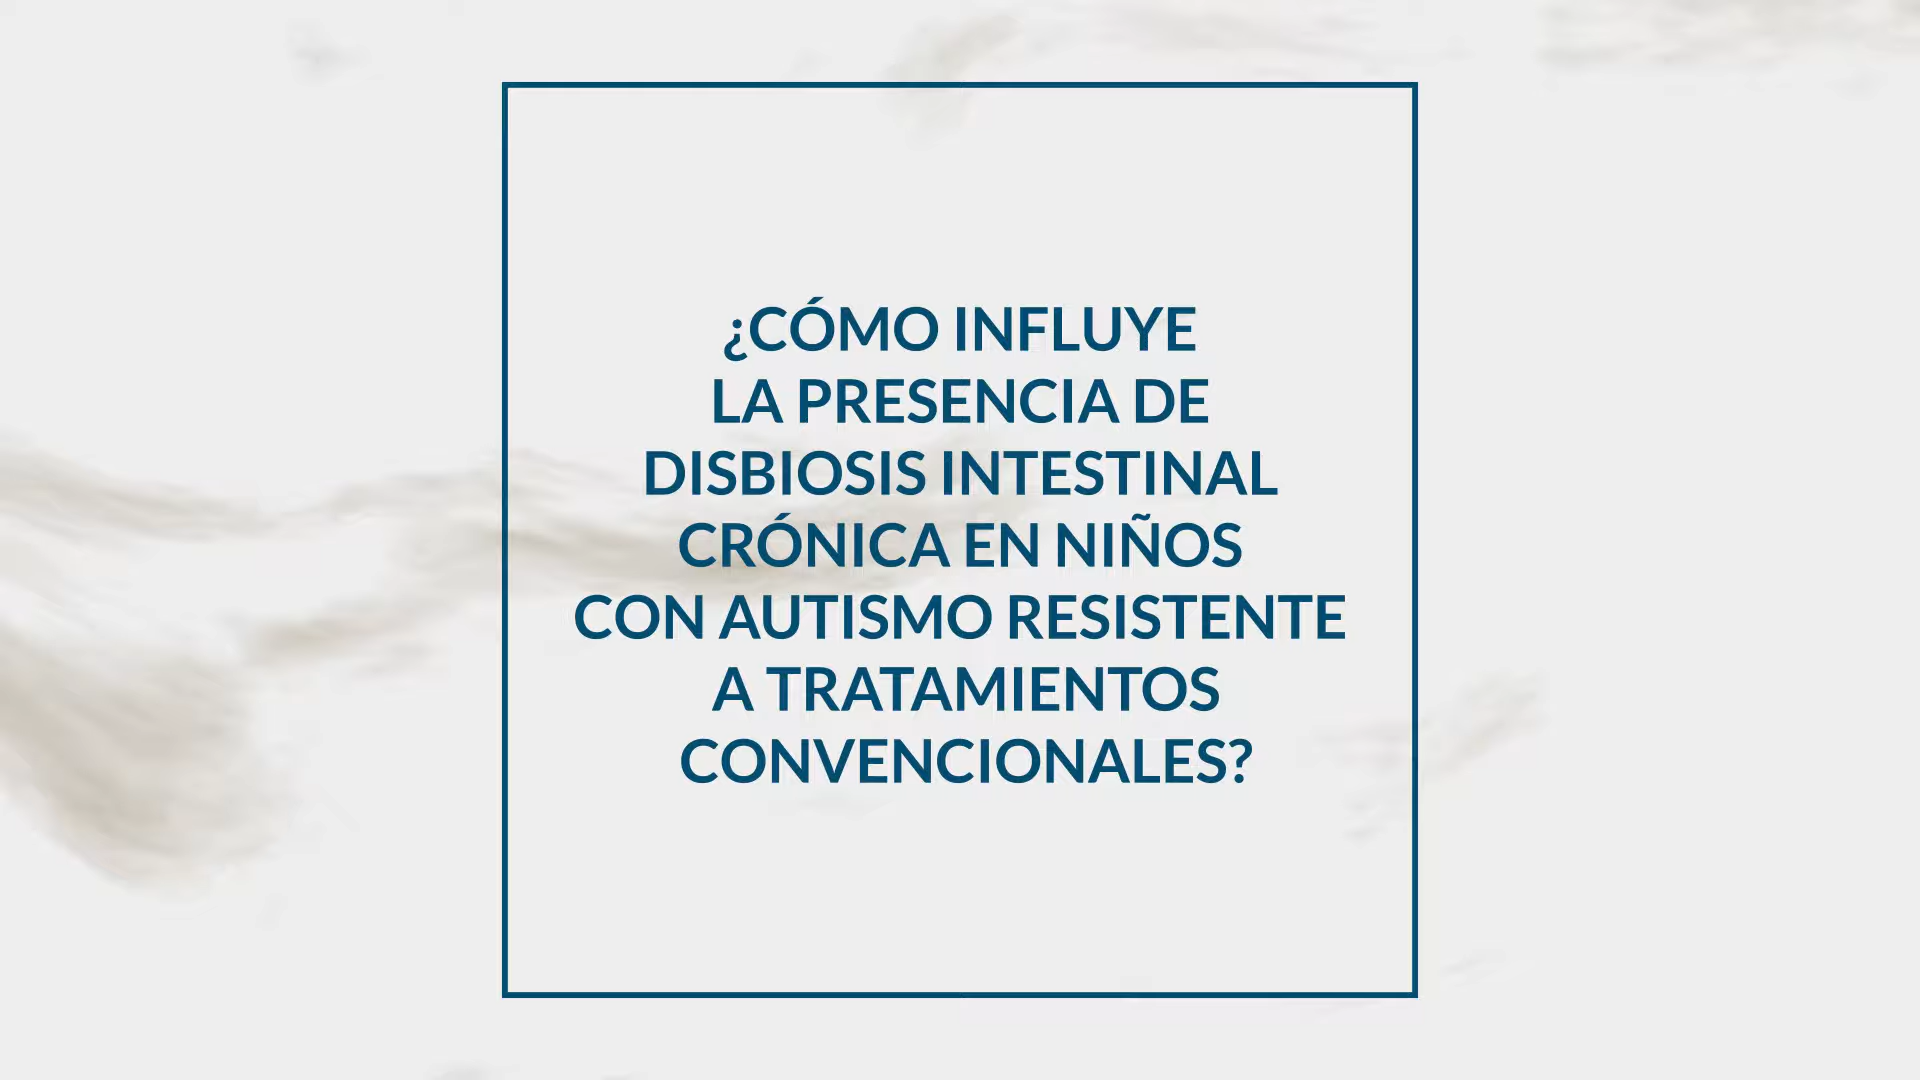 ¿CÓMO INFLUYE
LA PRESENCIA DE
DISBIOSIS INTESTINAL
CRÓNICA EN NIÑOS
CON AUTISMO RESISTENTE
A TRATAMIENTOS
CONVENCIONALES?